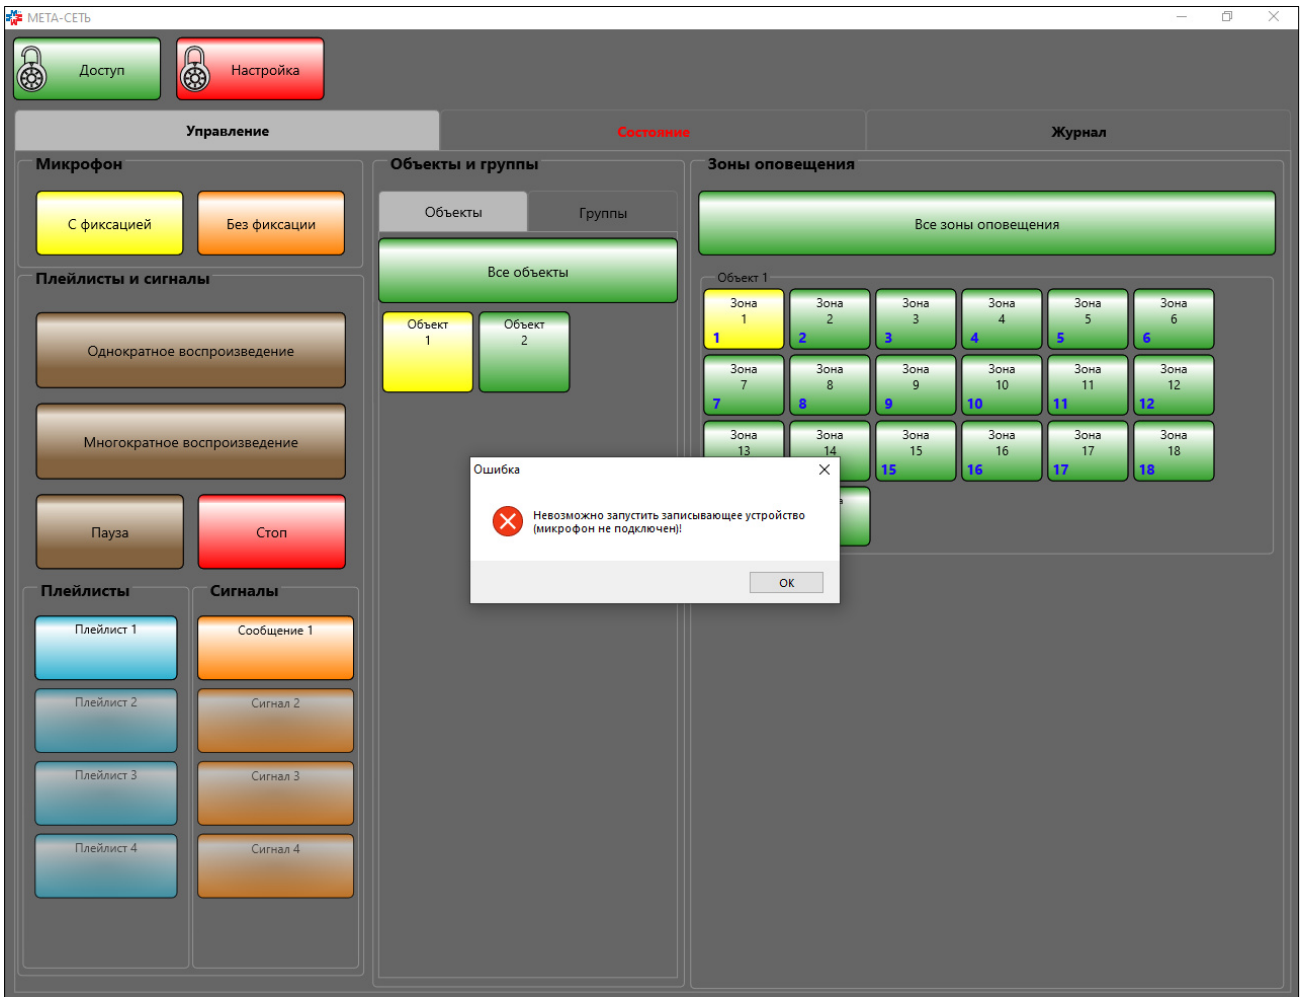 МЕТА-СЕТЬ
Доступ
Настройка
Управление
Состояние
Журнал
Микрофон
С фиксацией
Без фиксации
Плейлисты и сигналы
Однократное воспроизведение
Многократное воспроизведение
Пауза
Стоп
Плейлисты
Сигналы
Плейлист 1
Сообщение 1
Плейлист 2
Сигнал 2
Плейлист 3
Сигнал 3
Плейлист 4
Сигнал 4
Объекты и группы
Объекты
Группы
Все объекты
Объект
1
Объект
2
Зоны оповещения
Все зоны оповещения
Объект 1
Зона
1
1
Зона
2
2
Зона
3
3
Зона
4
4
Зона
5
5
Зона
6
6
Зона
7
7
Зона
8
8
Зона
9
9
Зона
10
10
Зона
11
11
Зона
12
12
Зона
13
Зона
14
Зона
15
15
Зона
16
16
Зона
17
17
Зона
18
18
Ошибка
Невозможно запустить записывающее устройство
(микрофон не подключен)!
ОК